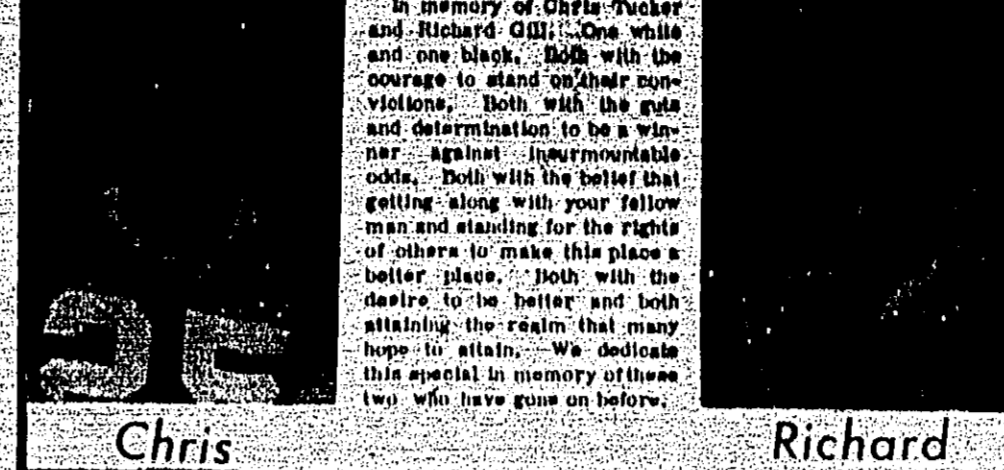 In memory of Chris Tucker
and Richard Gill. One white
and one black. Both with the
courage to stand on their con-
victions. Both with the guts
and determination to be a win-
ner against insurmountable
odds. Both with the belief that
getting along with your fellow
man and standing for the rights
of others to make this place a
better place. Both with the
desire to be better and both
attaining the realm that many
hope to attain. We dedicate
this special in memory of these
two who have gone on before.
Chris
Richard